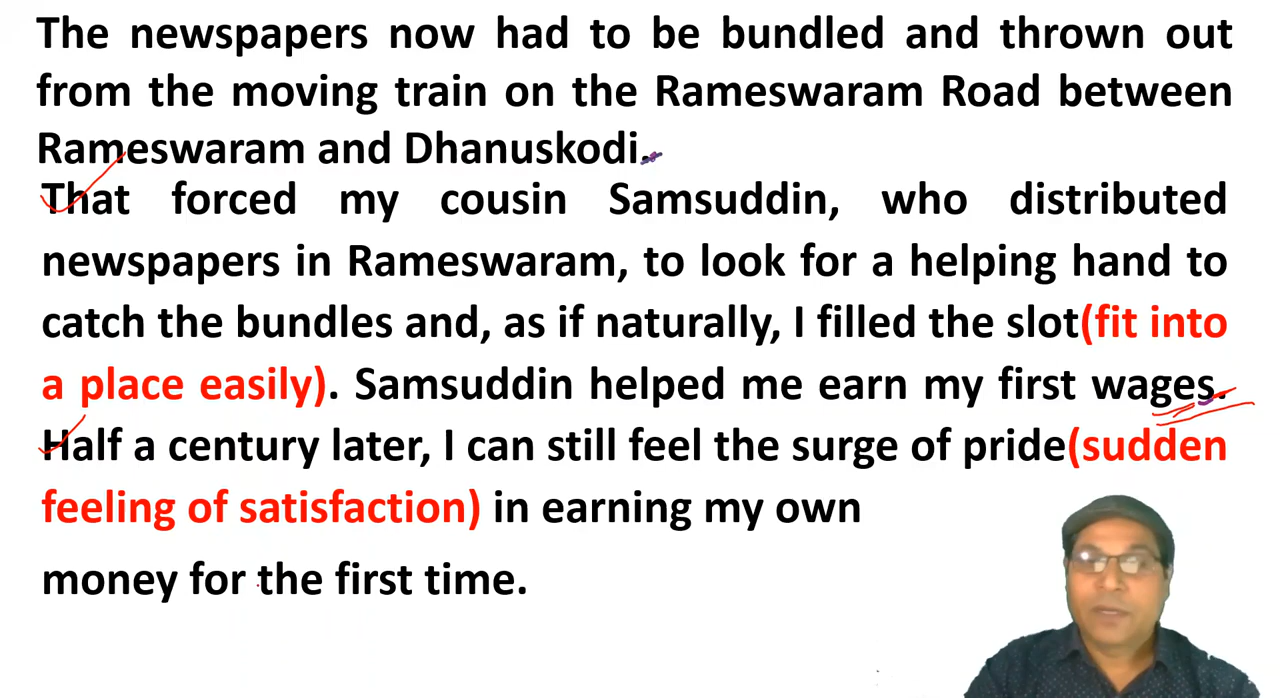 The newspapers now had to be bundled and thrown out
from the moving train on the Rameswaram Road between
Rameswaram and Dhanuskodi.
That forced my cousin Samsuddin, who distributed
newspapers in Rameswaram, to look for a helping hand to
catch the bundles and, as if naturally, I filled the slot(fit into
a place easily). Samsuddin helped me earn my first wages.
Half a century later, I can still feel the surge of pride(sudden
feeling of satisfaction) in earning my own
money for the first time.